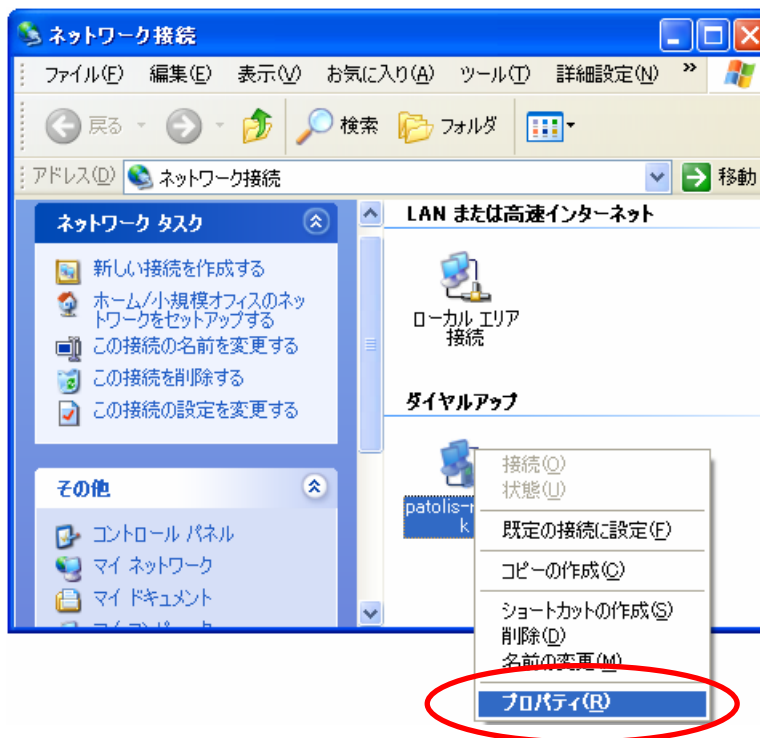 ネットワーク接続
ファイル(F) 編集(E) 表示(V) お気に入り(A) ツール(T) 詳細設定(N) »
戻る 検索 フォルダ
アドレス(D) ネットワーク接続 移動
ネットワーク タスク
新しい接続を作成する
ホーム/小規模オフィスのネッ
トワークをセットアップする
この接続の名前を変更する
この接続を削除する
この接続の設定を変更する
その他
コントロール パネル
マイ ネットワーク
マイ ドキュメント
マイ コンピュータ
LAN または高速インターネット
ローカル エリア
接続
ダイヤルアップ
patolis-
k
接続(O)
状態(U)
既定の接続に設定(F)
コピーの作成(C)
ショートカットの作成(S)
削除(D)
名前の変更(M)
プロパティ(R)